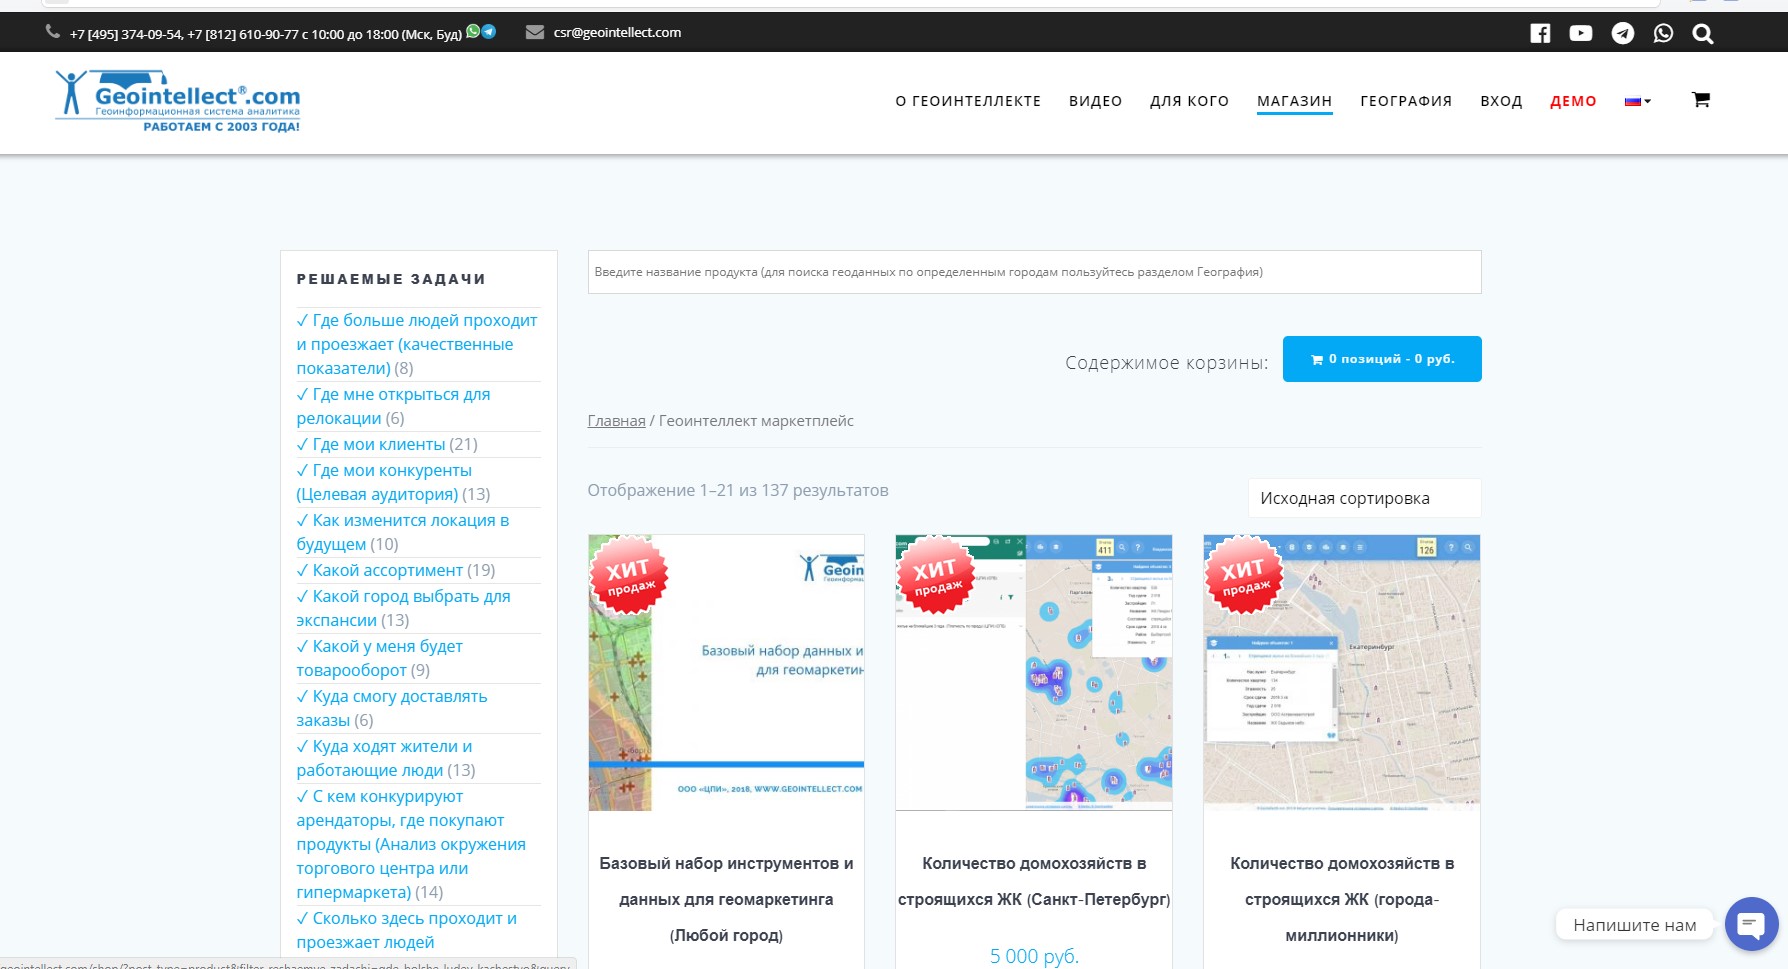 +7 [495] 374-09-54, +7 [812] 610-90-77 с 10:00 до 18:00 (Мск, Буд)
csr@geointellect.com
Geointellect®.com
Геоинформационная система аналитика
РАБОТАЕМ С 2003 ГОДА!
О ГЕОИНТЕЛЛЕКТЕ ВИДЕО ДЛЯ КОГО МАГАЗИН ГЕОГРАФИЯ ВХОД ДЕМО
РЕШАЕМЫЕ ЗАДАЧИ
✓ Где больше людей проходит
и проезжает (качественные
показатели) (8)
✓ Где мне открыться для
релокации (6)
✓ Где мои клиенты (21)
✓ Где мои конкуренты
(Целевая аудитория) (13)
✓ Как изменится локация в
будущем (10)
✓ Какой ассортимент (19)
✓ Какой город выбрать для
экспансии (13)
✓ Какой у меня будет
товарооборот (9)
✓ Куда смогу доставлять
заказы (6)
✓ Куда ходят жители и
работающие люди (13)
✓ С кем конкурируют
арендаторы, где покупают
продукты (Анализ окружения
торгового центра или
гипермаркета) (14)
✓ Сколько здесь проходит и
проезжает людей
Введите название продукта (для поиска геоданных по определенным городам пользуйтесь разделом География)
Содержимое корзины:
0 позиций - 0 руб.
Главная / Геоинтеллект маркетплейс
Отображение 1–21 из 137 результатов
Исходная сортировка
ХИТ
продаж
Geoin
Базовый набор данных и
для геомаркетин
ООО «ЦПИ», 2018, WWW.GEOINTELLECT.COM
Базовый набор инструментов и
данных для геомаркетинга
(Любой город)
ХИТ
продаж
411
Количество домохозяйств в
строящихся ЖК (Санкт-Петербург)
5 000 руб.
ХИТ
продаж
126
Екатеринбург
Количество домохозяйств в
строящихся ЖК (города-
миллионники)
Напишите нам